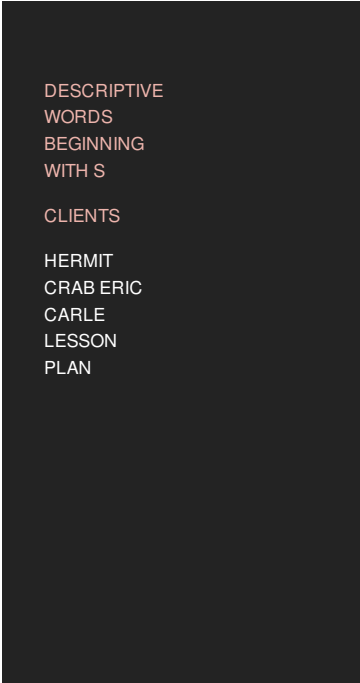 DESCRIPTIVE
WORDS
BEGINNING
WITH S
CLIENTS
HERMIT
CRAB ERIC
CARLE
LESSON
PLAN